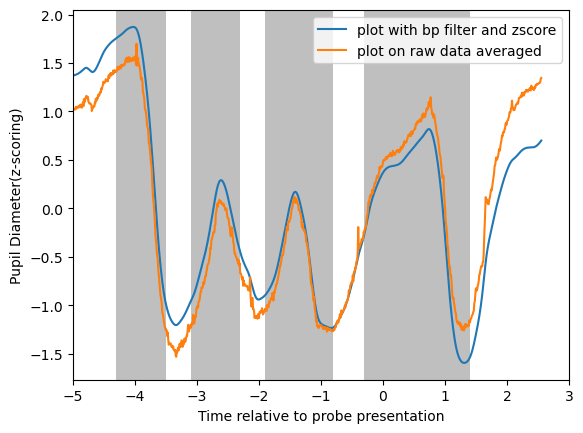 plot with bp filter and zscore
plot on raw data averaged
2.0
1.5
1.0
0.5
0.0
−0.5
−1.0
−1.5
Pupil Diameter(z-scoring)
−5 −4 −3 −2 −1 0 1 2 3
Time relative to probe presentation